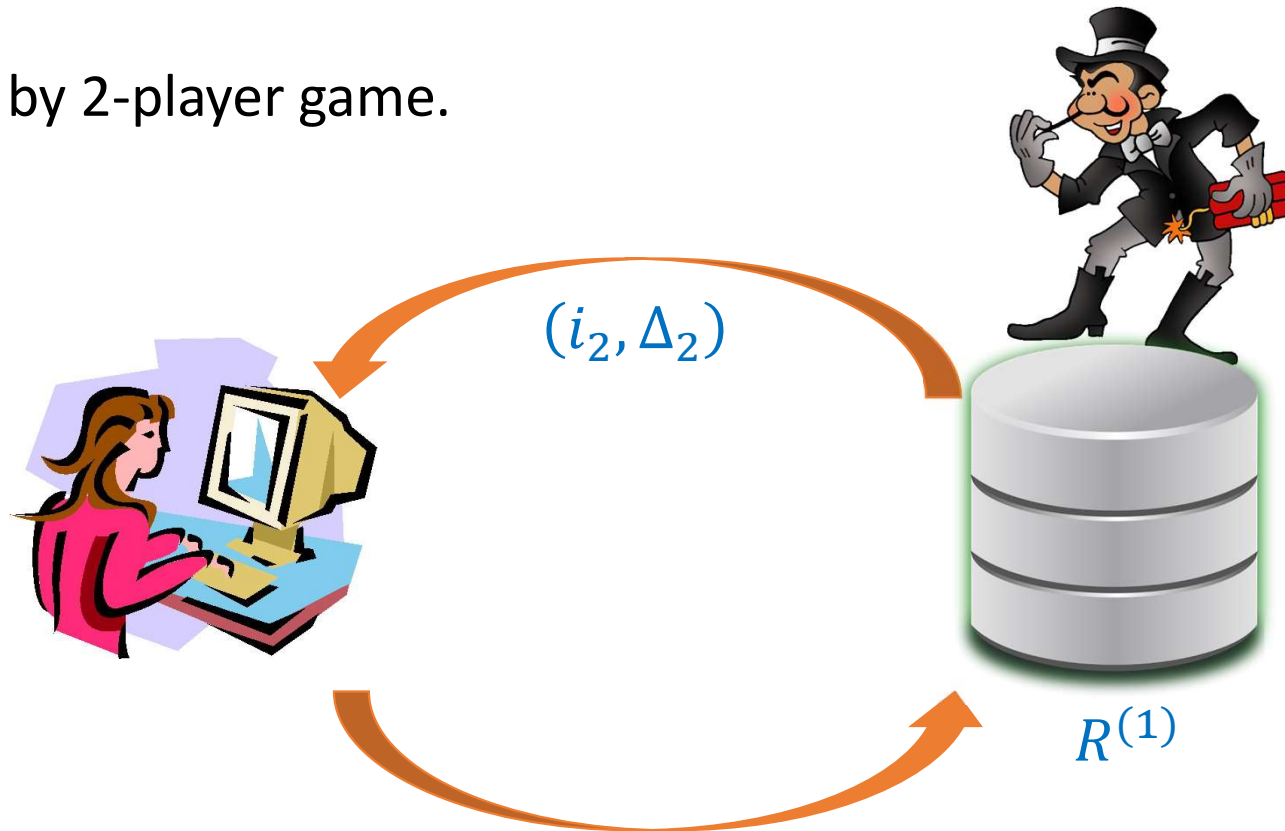 by 2-player game.
(i₂, Δ₂)
R⁽¹⁾